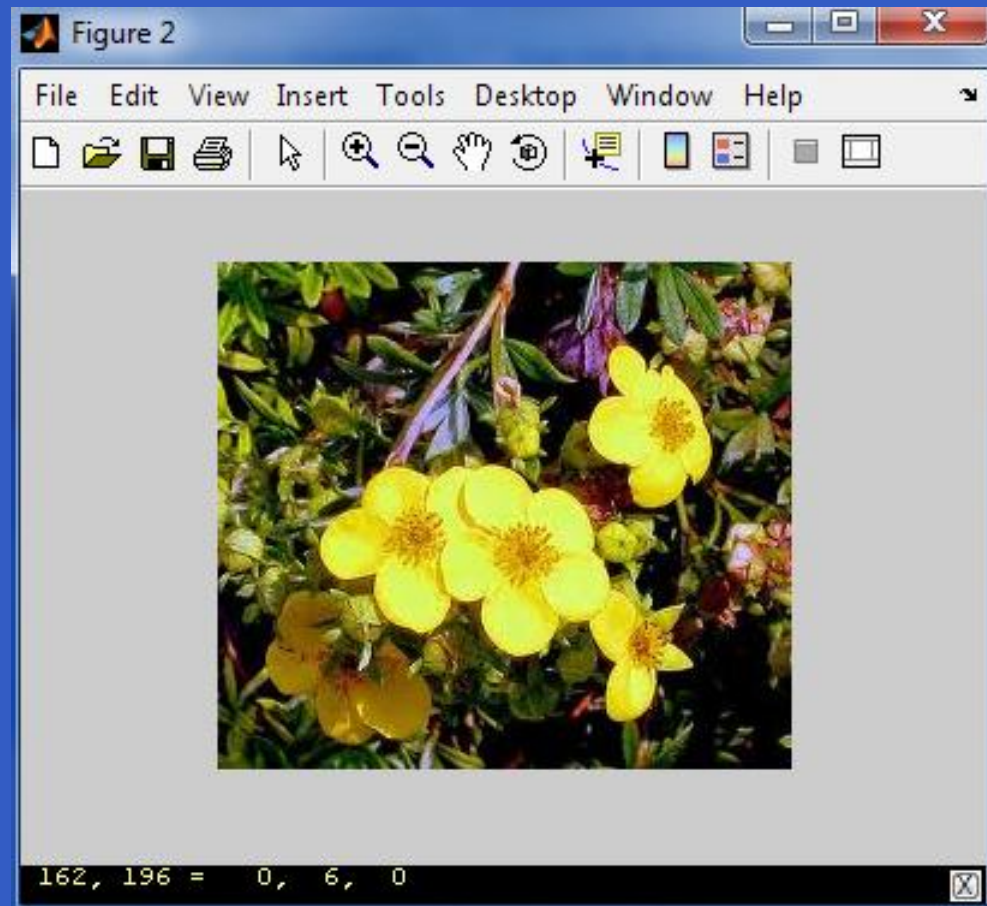 Figure 2
File Edit View Insert Tools Desktop Window Help
162, 196 = 0, 6, 0
X